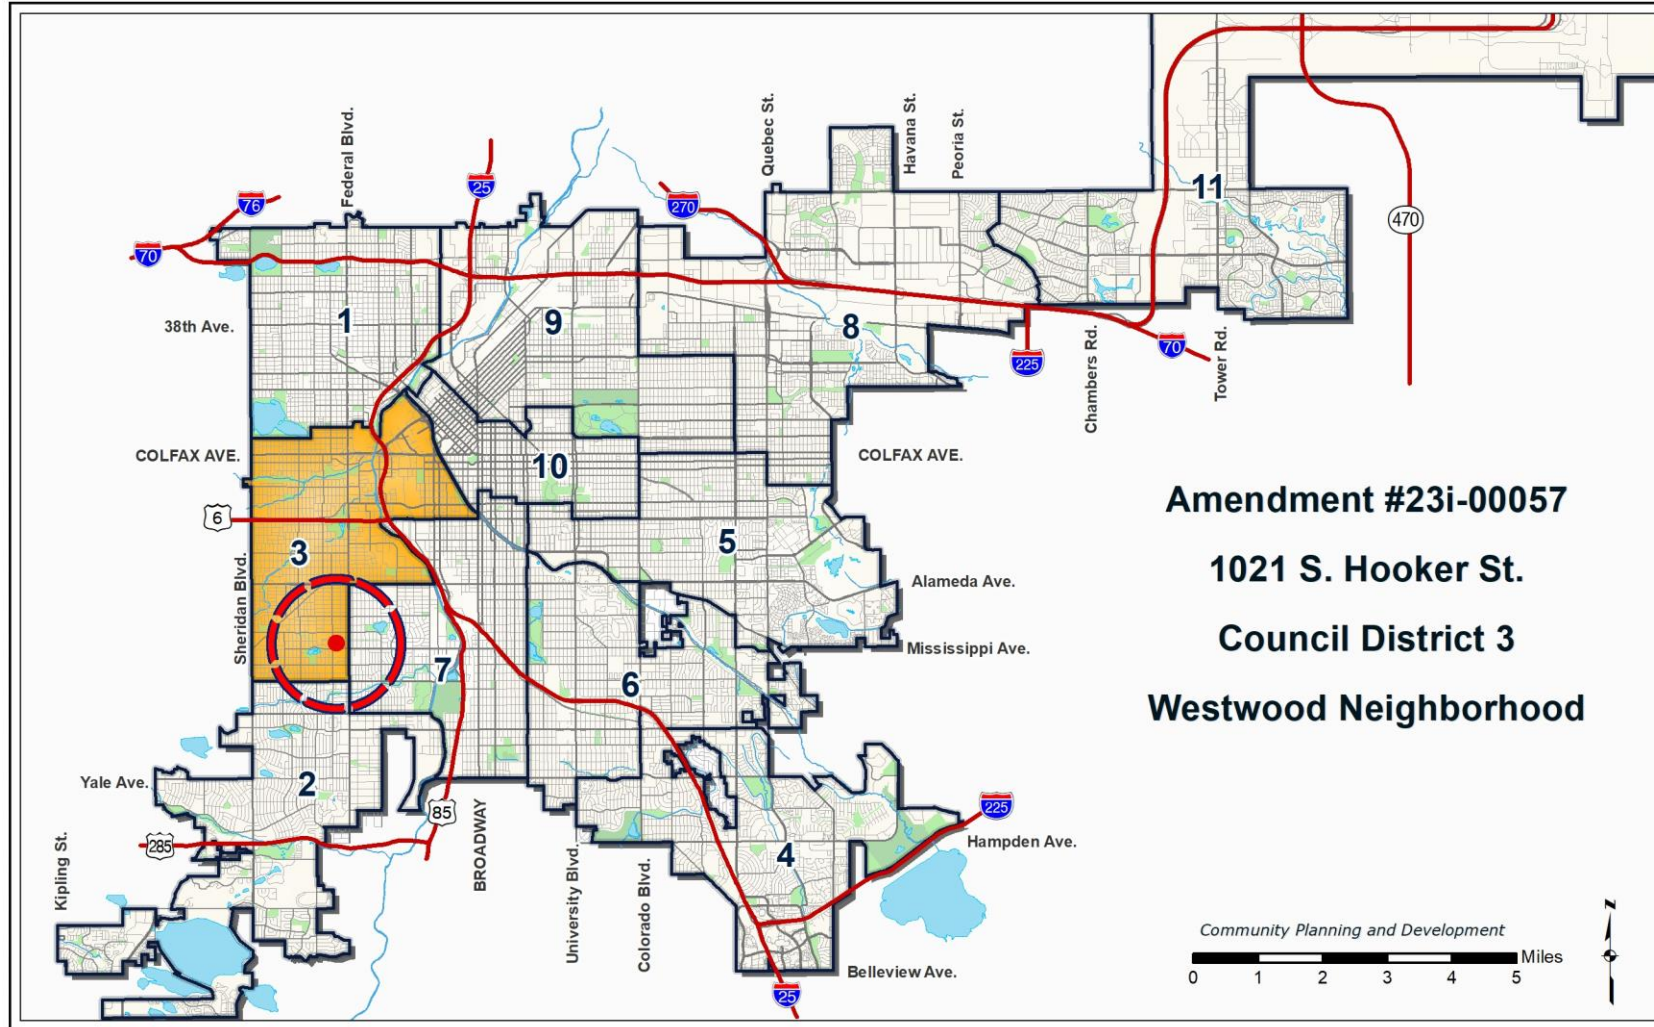 Federal Blvd.
Quebec St.
Havana St.
Peoria St.
76
25
270
70
11
470
38th Ave.
1
9
8
225
Chambers Rd.
70
Tower Rd.
COLFAX AVE.
10
COLFAX AVE.
6
3
5
Sheridan Blvd.
Alameda Ave.
Mississippi Ave.
7
6
Yale Ave.
2
85
285
BROADWAY
225
Hampden Ave.
4
Kipling St.
University Blvd.
Colorado Blvd.
Belleview Ave.
25
Amendment #23i-00057
1021 S. Hooker St.
Council District 3
Westwood Neighborhood
Community Planning and Development
Miles
0 1 2 3 4 5
N